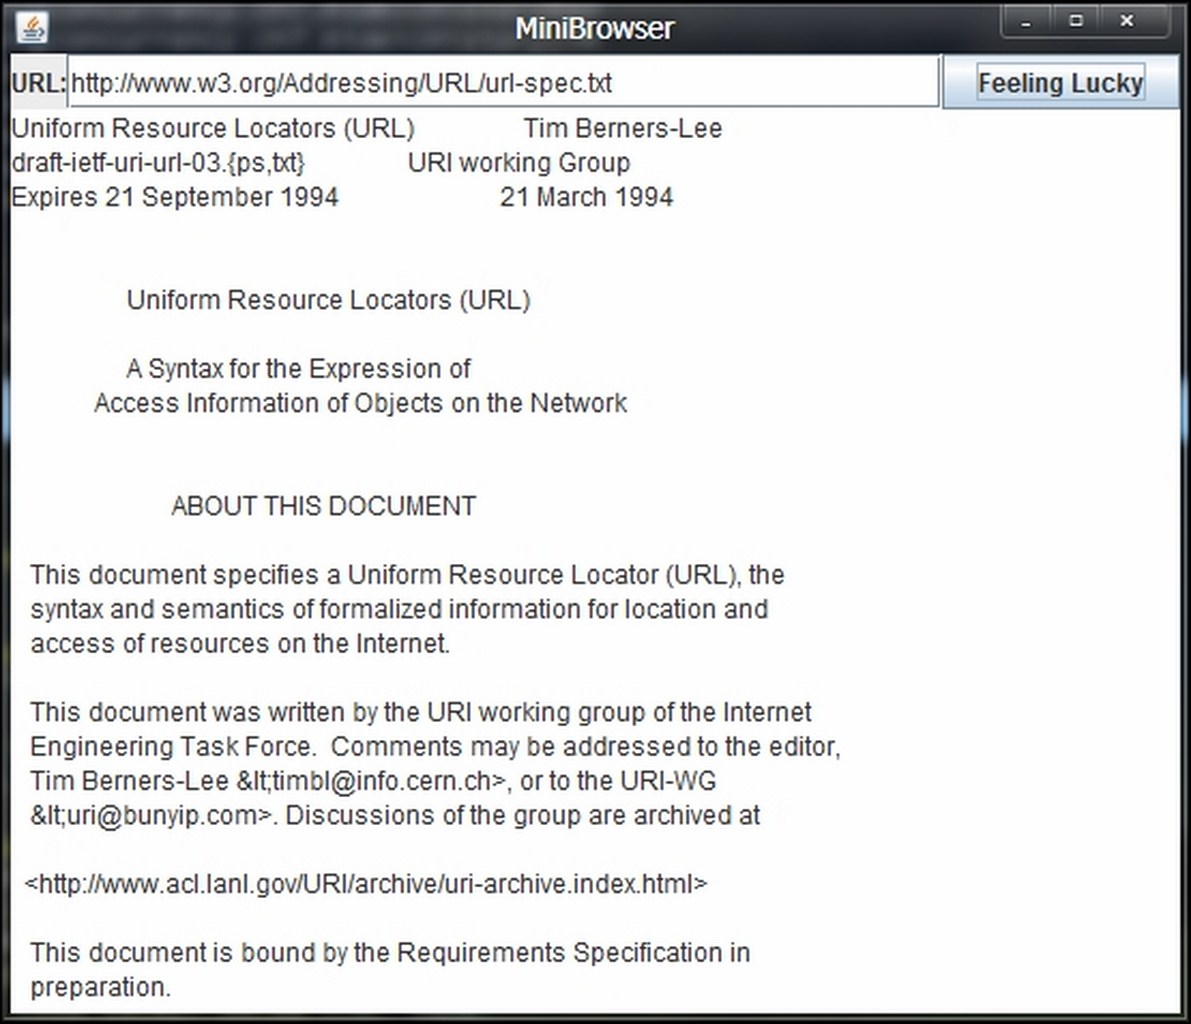 MiniBrowser
URL: http://www.w3.org/Addressing/URL/url-spec.txt Feeling Lucky
Uniform Resource Locators (URL) Tim Berners-Lee
draft-ietf-uri-url-03.{ps,txt} URI working Group
Expires 21 September 1994 21 March 1994
Uniform Resource Locators (URL)
A Syntax for the Expression of
Access Information of Objects on the Network
ABOUT THIS DOCUMENT
This document specifies a Uniform Resource Locator (URL), the
syntax and semantics of formalized information for location and
access of resources on the Internet.
This document was written by the URI working group of the Internet
Engineering Task Force.  Comments may be addressed to the editor,
Tim Berners-Lee &lt;timbl@info.cern.ch>, or to the URI-WG
&lt;uri@bunyip.com>. Discussions of the group are archived at
<http://www.acl.lanl.gov/URI/archive/uri-archive.index.html>
This document is bound by the Requirements Specification in
preparation.